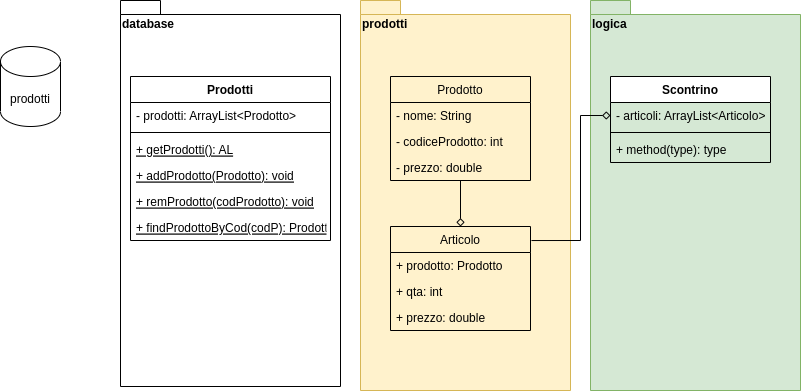 prodotti
database
Prodotti
- prodotti: ArrayList<Prodotto>
+ getProdotti(): AL
+ addProdotto(Prodotto): void
+ remProdotto(codProdotto): void
+ findProdottoByCod(codP): Prodott
prodotti
Prodotto
- nome: String
- codiceProdotto: int
- prezzo: double
Articolo
+ prodotto: Prodotto
+ qta: int
+ prezzo: double
logica
Scontrino
- articoli: ArrayList<Articolo>
+ method(type): type